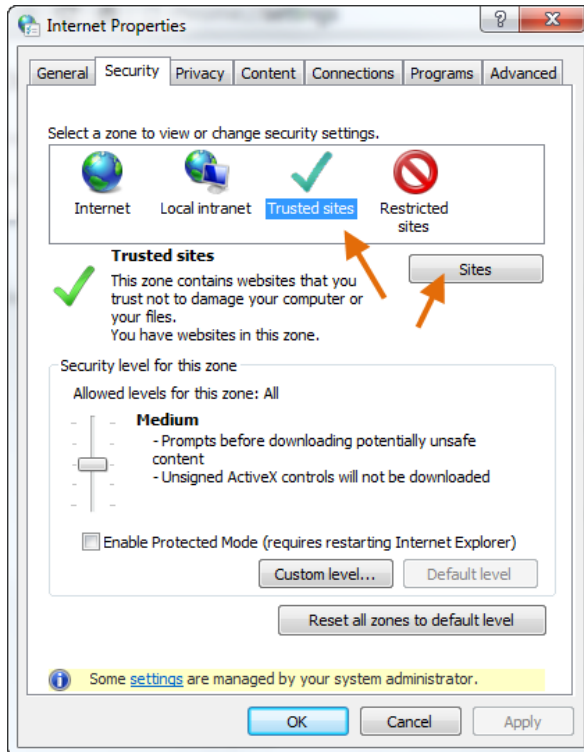 Internet Properties
General Security Privacy Content Connections Programs Advanced
Select a zone to view or change security settings.
Internet
Local intranet
Trusted sites
Restricted
sites
Trusted sites
This zone contains websites that you
trust not to damage your computer or
your files.
You have websites in this zone.
Sites
Security level for this zone
Allowed levels for this zone: All
Medium
- Prompts before downloading potentially unsafe
content
- Unsigned ActiveX controls will not be downloaded
Enable Protected Mode (requires restarting Internet Explorer)
Custom level... Default level
Reset all zones to default level
Some settings are managed by your system administrator.
OK Cancel Apply